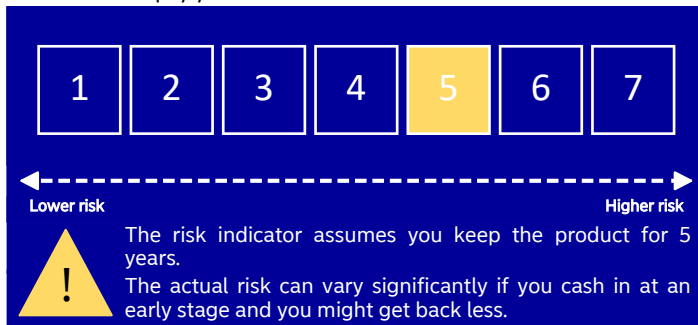 1 2 3 4 5 6 7
Lower risk Higher risk
The risk indicator assumes you keep the product for 5
years.
!
The actual risk can vary significantly if you cash in at an
early stage and you might get back less.